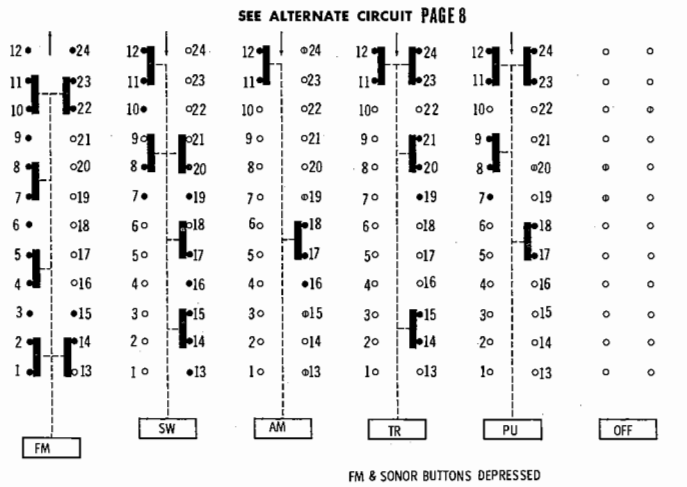 SEE ALTERNATE CIRCUIT PAGE 8
12 24 12 24 12 24 12 24 12 24
11 23 11 23 11 23 11 23 11 23
10 22 10 22 10 22 10 22 10 22
9 21 9 21 9 21 9 21 9 21
8 20 8 20 8 20 8 20 8 20
7 19 7 19 7 19 7 19 7 19
6 18 6 18 6 18 6 18 6 18
5 17 5 17 5 17 5 17 5 17
4 16 4 16 4 16 4 16 4 16
3 15 3 15 3 15 3 15 3 15
2 14 2 14 2 14 2 14 2 14
1 13 1 13 1 13 1 13 1 13
FM SW AM TR PU OFF
FM & SONOR BUTTONS DEPRESSED